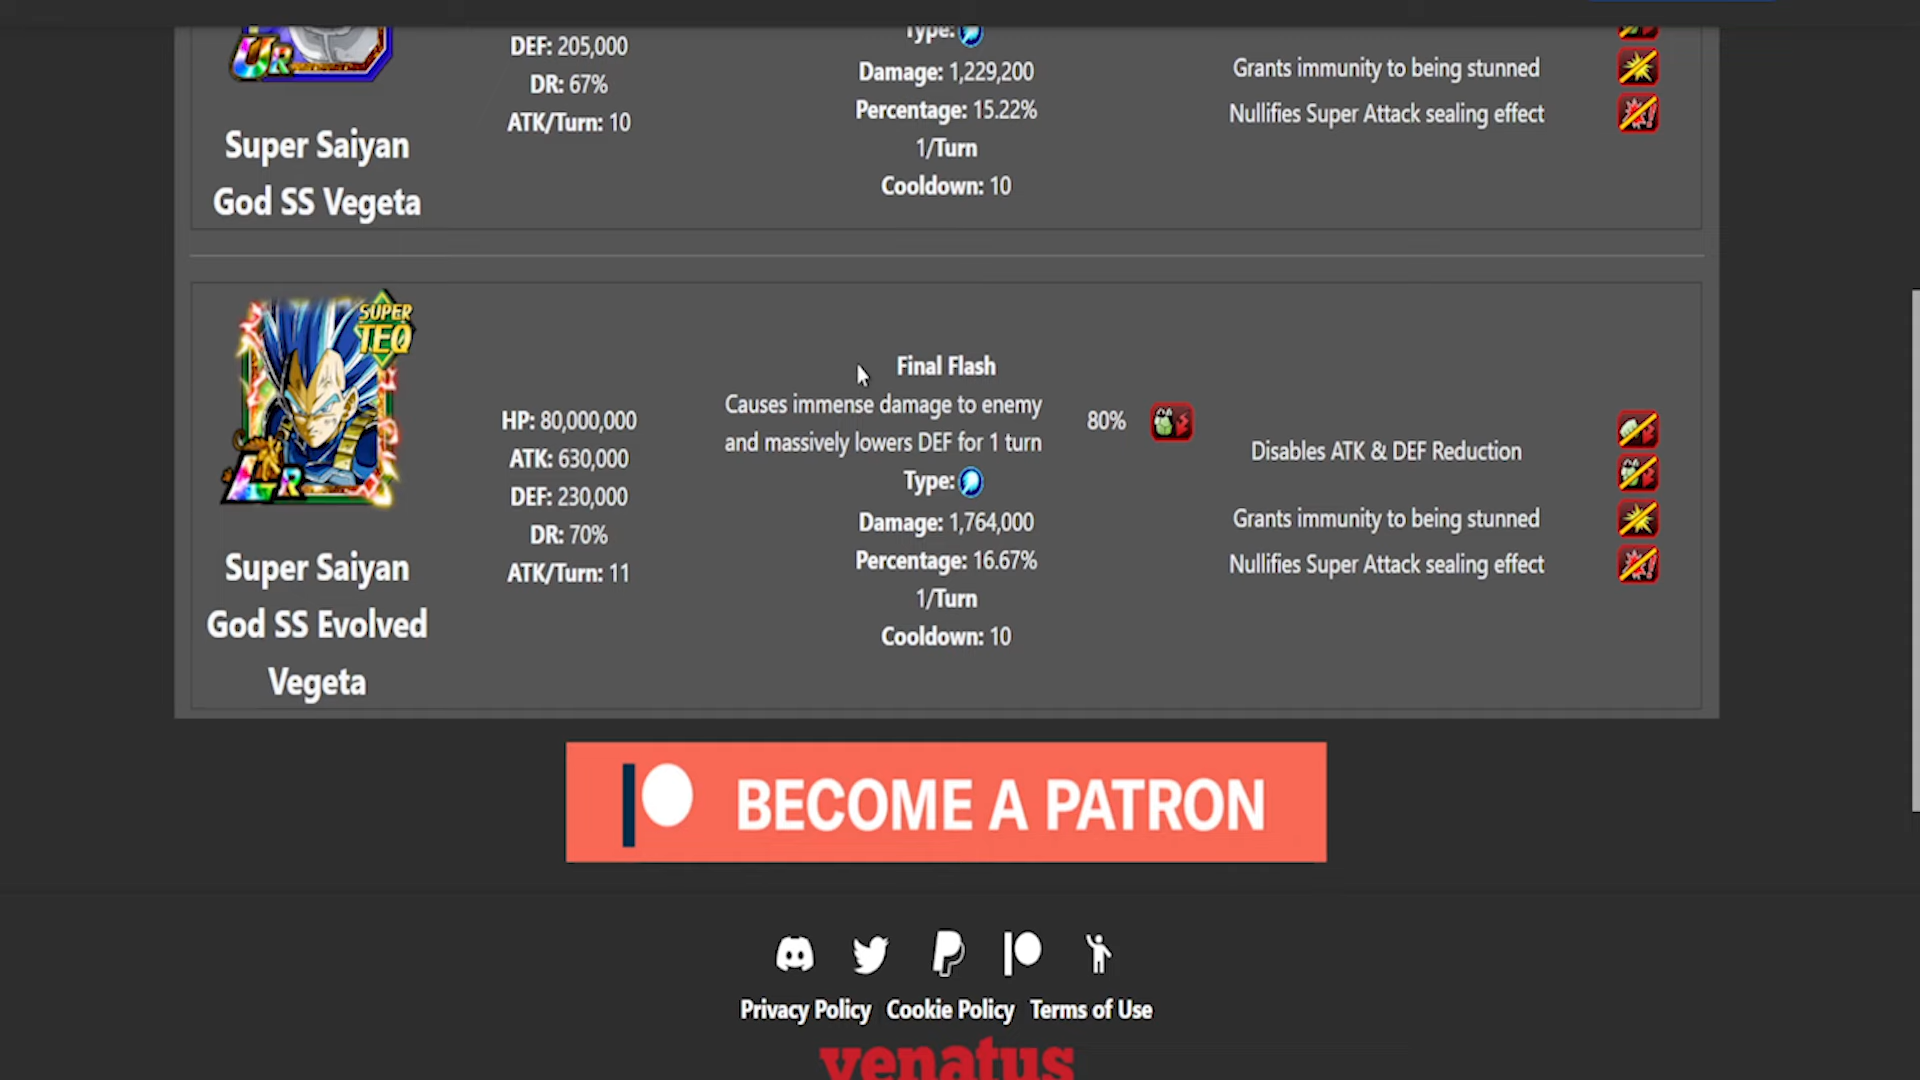 UR
DEF: 205,000
DR: 67%
ATK/Turn: 10
Super Saiyan
God SS Vegeta
Type:
Damage: 1,229,200
Percentage: 15.22%
1/Turn
Cooldown: 10
Grants immunity to being stunned
Nullifies Super Attack sealing effect
SUPER
TEQ
LR
Super Saiyan
God SS Evolved
Vegeta
HP: 80,000,000
ATK: 630,000
DEF: 230,000
DR: 70%
ATK/Turn: 11
Final Flash
Causes immense damage to enemy
and massively lowers DEF for 1 turn
Type:
Damage: 1,764,000
Percentage: 16.67%
1/Turn
Cooldown: 10
80%
Disables ATK & DEF Reduction
Grants immunity to being stunned
Nullifies Super Attack sealing effect
BECOME A PATRON
Privacy Policy Cookie Policy Terms of Use
venatus